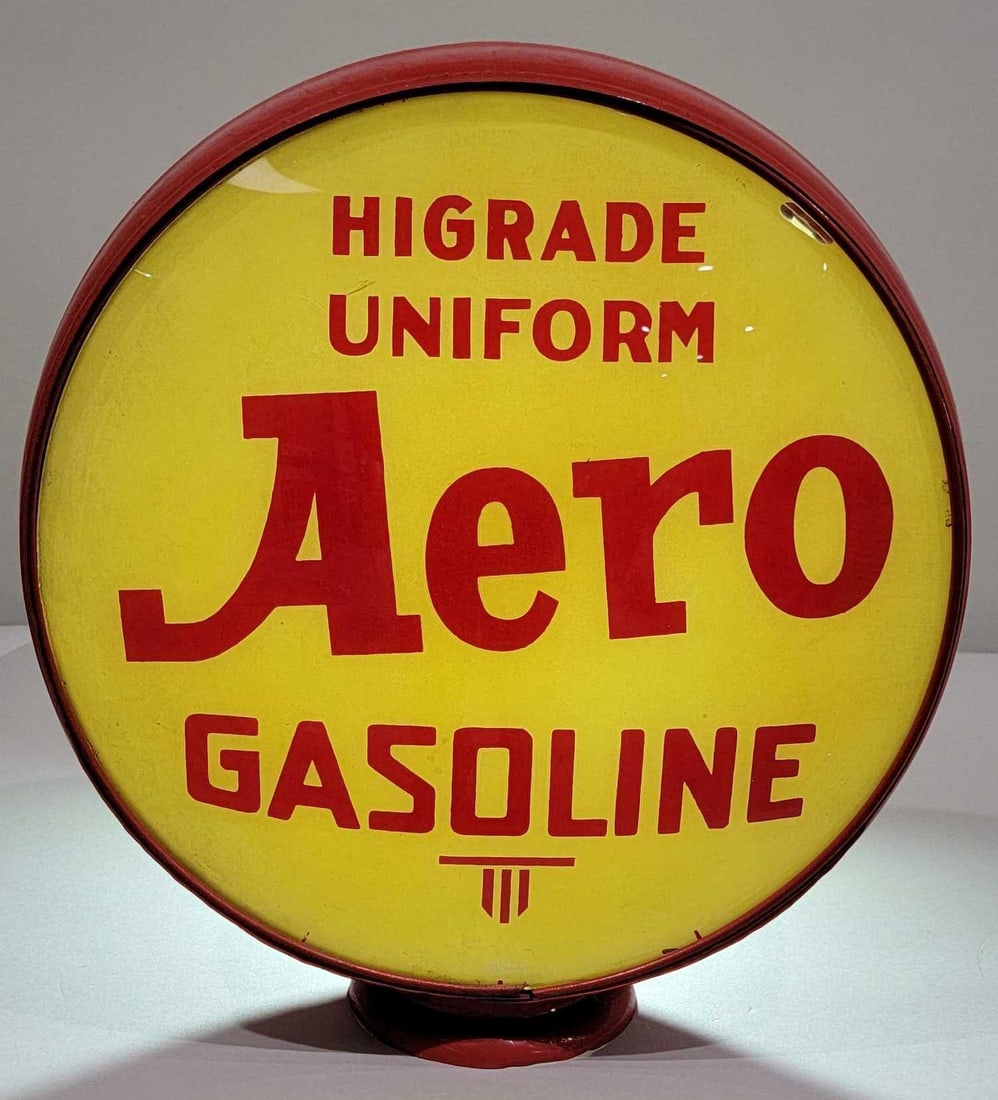 HIGRADE
UNIFORM
Aero
GASOLINE